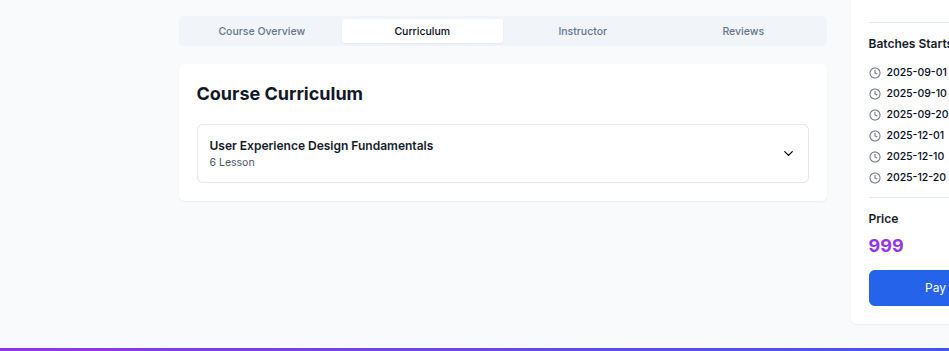 Course Overview
Curriculum
Instructor
Reviews
Course Curriculum
User Experience Design Fundamentals
6 Lesson
Batches Starts
2025-09-01
2025-09-10
2025-09-20
2025-12-01
2025-12-10
2025-12-20
Price
999
Pay